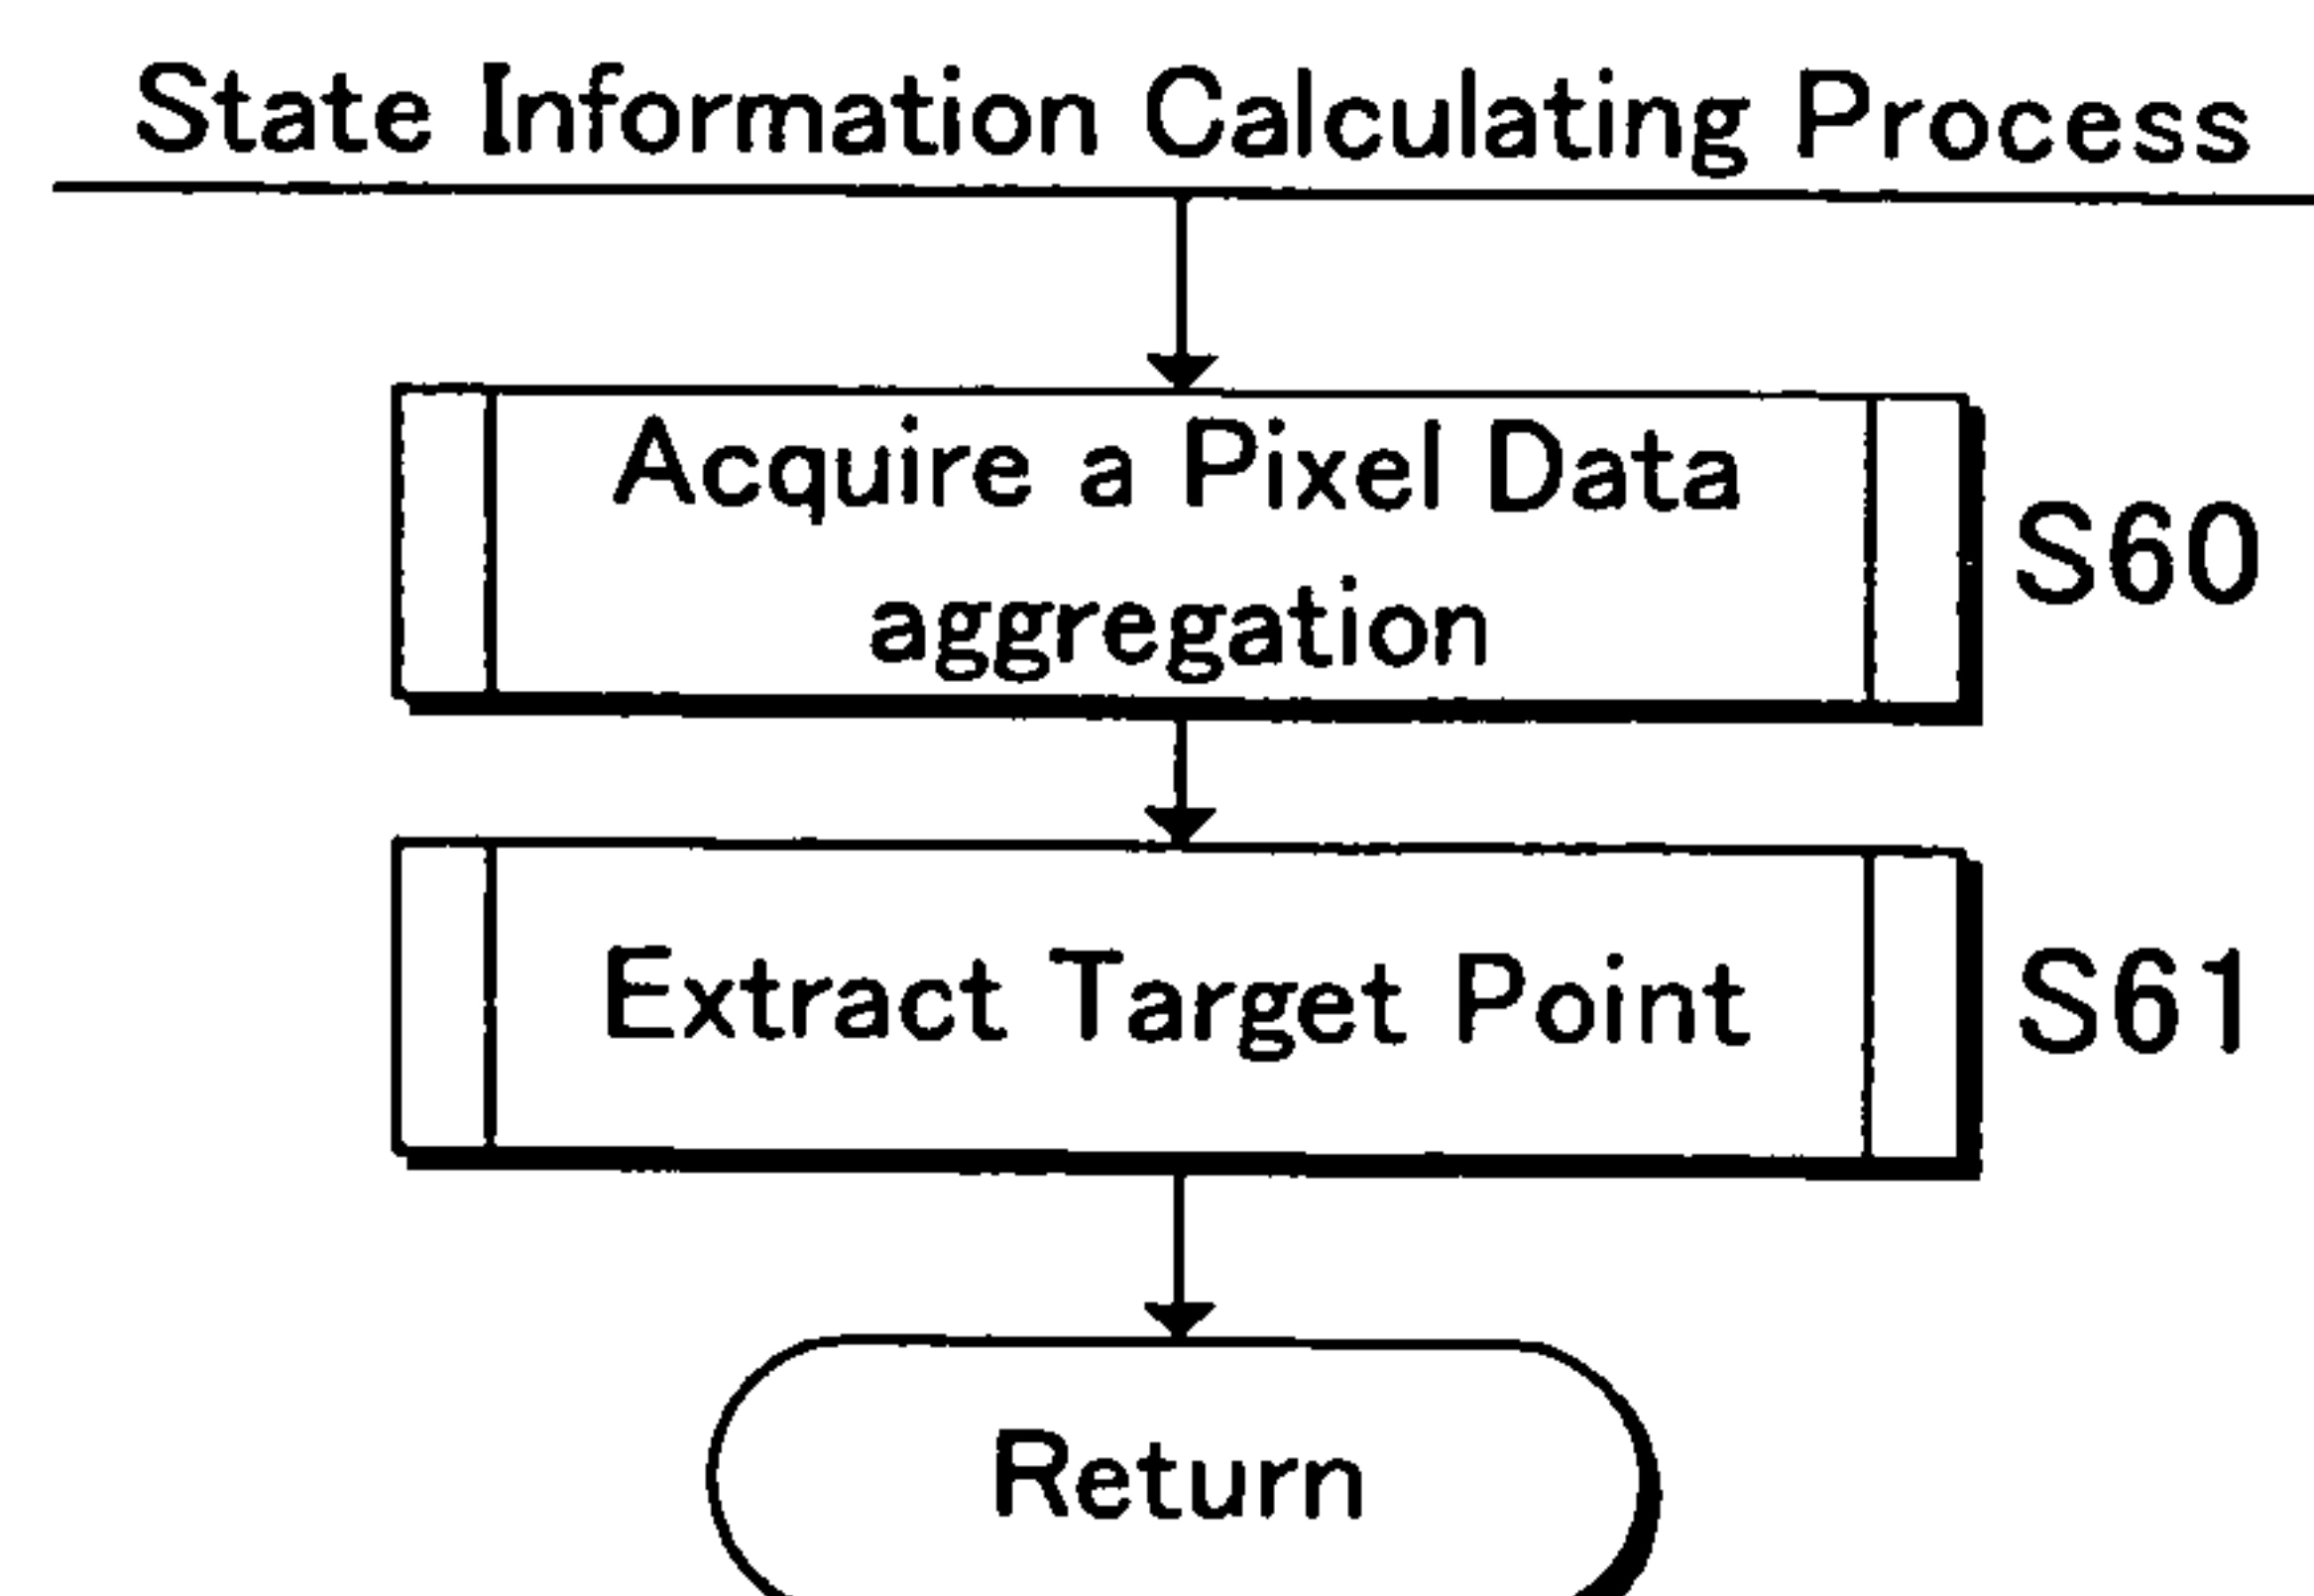 State Information Calculating Process
Acquire a Pixel Data
aggregation
S60
Extract Target Point
S61
Return